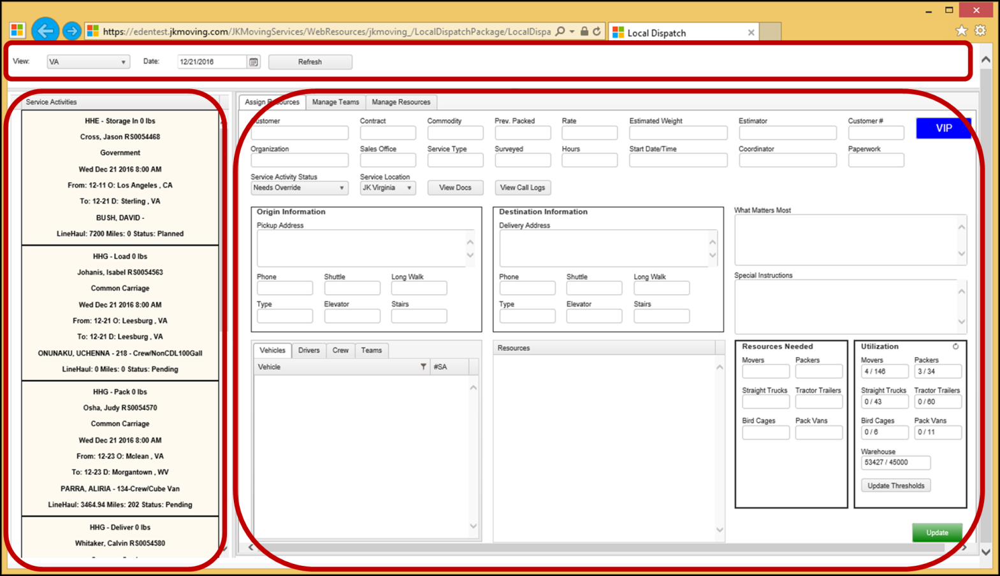 https://edentest.jkmoving.com/JKMovingServices/WebResources/jkmoving_/LocalDispatchPackage/LocalDispa
Local Dispatch
View: VA Date: 12/21/2016 Refresh
Service Activities
HHE - Storage In 0 lbs
Cross, Jason RS0054468
Government
Wed Dec 21 2016 8:00 AM
From: 12-11 O: Los Angeles , CA
To: 12-21 D: Sterling , VA
BUSH, DAVID -
LineHaul: 7200 Miles: 0 Status: Planned
HHG - Load 0 lbs
Johanis, Isabel RS0054563
Common Carriage
Wed Dec 21 2016 8:00 AM
From: 12-21 O: Leesburg , VA
To: 12-21 D: Leesburg , VA
ONUNAKU, UCHENNA - 218 - Crew/NonCDL100Gall
LineHaul: 0 Miles: 0 Status: Pending
HHG - Pack 0 lbs
Osha, Judy RS0054570
Common Carriage
Wed Dec 21 2016 8:00 AM
From: 12-23 O: Mclean , VA
To: 12-23 D: Morgantown , WV
PARRA, ALIRIA - 134-Crew/Cube Van
LineHaul: 3464.94 Miles: 202 Status: Pending
HHG - Deliver 0 lbs
Whitaker, Calvin RS0054580
Assign Resources Manage Teams Manage Resources
Customer Contract Commodity Prev. Packed Rate Estimated Weight Estimator Customer # VIP
Organization Sales Office Service Type Surveyed Hours Start Date/Time Coordinator Paperwork
Service Activity Status Service Location
Needs Override JK Virginia View Docs View Call Logs
Origin Information
Pickup Address
Phone Shuttle Long Walk
Type Elevator Stairs
Destination Information
Delivery Address
Phone Shuttle Long Walk
Type Elevator Stairs
What Matters Most
Special Instructions
Vehicles Drivers Crew Teams
Vehicle #SA
Resources
Resources Needed
Movers Packers
Straight Trucks Tractor Trailers
Bird Cages Pack Vans
Utilization
Movers Packers
4 / 146 3 / 34
Straight Trucks Tractor Trailers
0 / 43 0 / 60
Bird Cages Pack Vans
0 / 6 0 / 11
Warehouse
53427 / 45000
Update Thresholds
Update